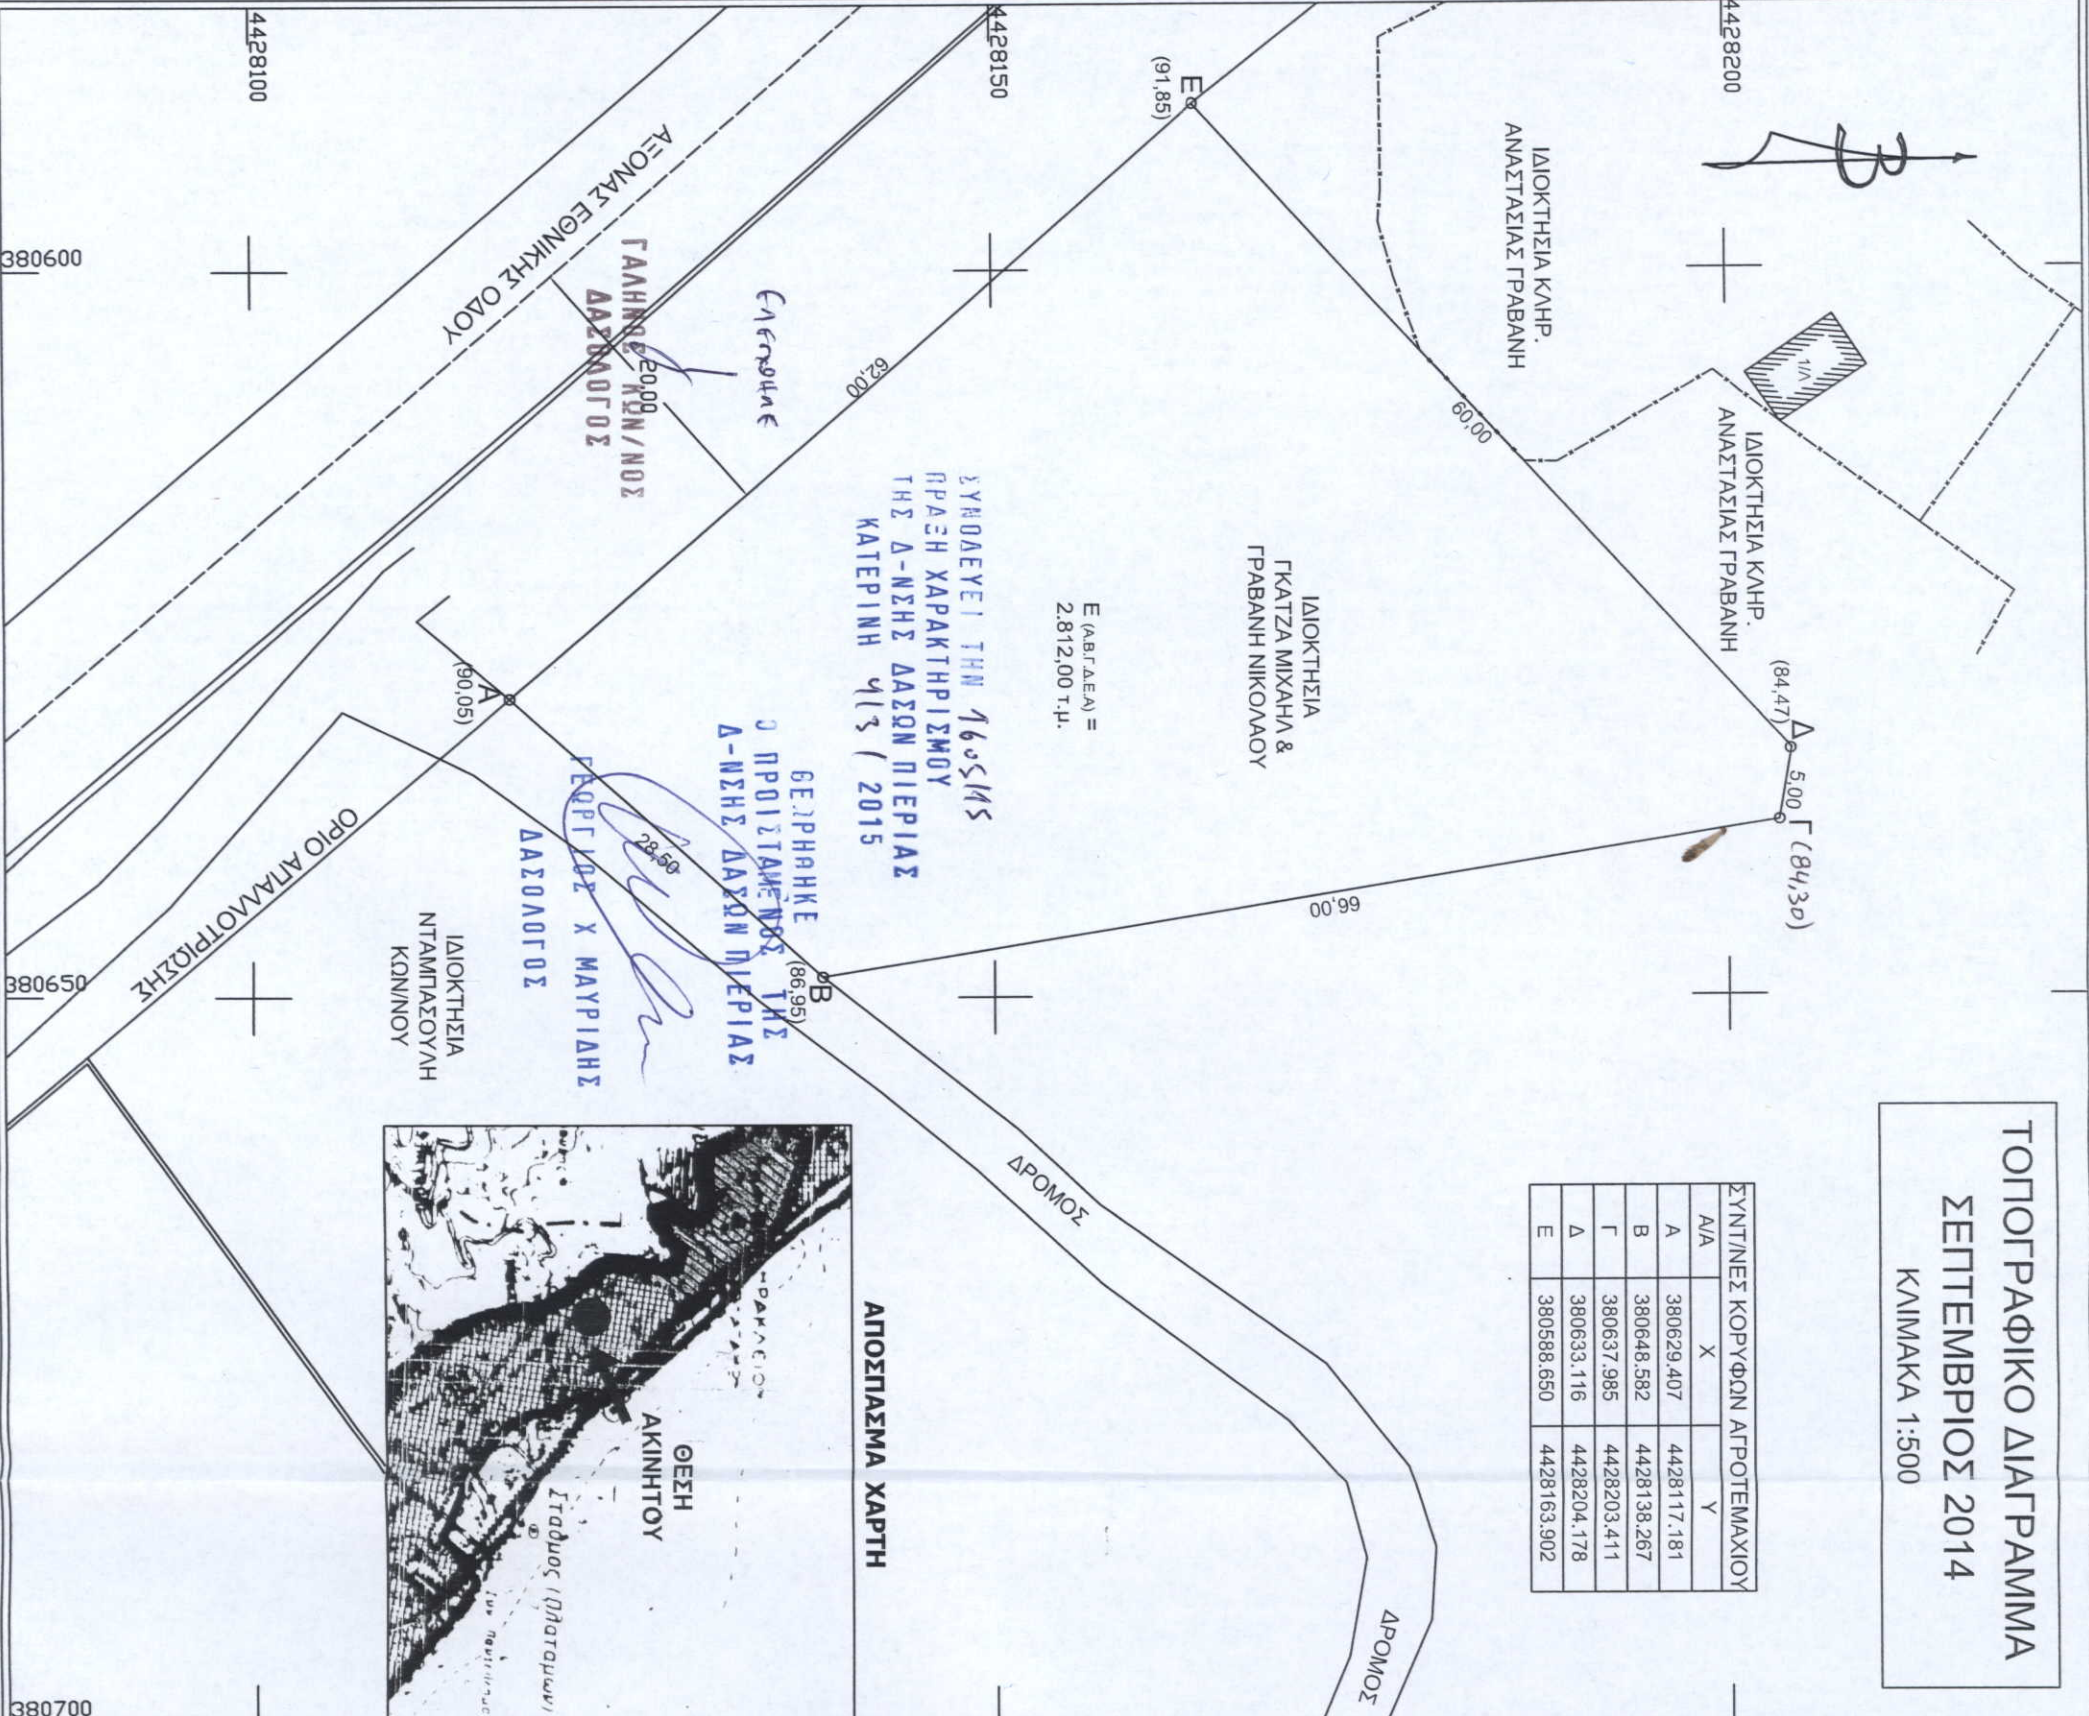 ΤΟΠΟΓΡΑΦΙΚΟ ΔΙΑΓΡΑΜΜΑ
ΣΕΠΤΕΜΒΡΙΟΣ 2014
ΚΛΙΜΑΚΑ 1:500
ΣΥΝΤ/ΝΕΣ ΚΟΡΥΦΩΝ ΑΓΡΟΤΕΜΑΧΙΟΥ
Α/Α Χ Υ
Α 380629.407 4428117.181
Β 380648.582 4428138.267
Γ 380637.985 4428203.411
Δ 380633.116 4428204.178
Ε 380588.650 4428163.902
4428200
4428150
4428100
380600
380650
380700
Β
1/Λ
ΙΔΙΟΚΤΗΣΙΑ ΚΛΗΡ.
ΑΝΑΣΤΑΣΙΑΣ ΓΡΑΒΑΝΗ
ΙΔΙΟΚΤΗΣΙΑ ΚΛΗΡ.
ΑΝΑΣΤΑΣΙΑΣ ΓΡΑΒΑΝΗ
Δ
(84,47)
5,00
Γ (84,30)
60,00
66,00
Ε
(91,85)
63,00
ΙΔΙΟΚΤΗΣΙΑ
ΓΚΑΤΖΑ ΜΙΧΑΗΛ &
ΓΡΑΒΑΝΗ ΝΙΚΟΛΑΟΥ
Ε (Α.Β.Γ.Δ.Ε.Α) =
2.812,00 τ.μ.
ΣΥΝΟΔΕΥΕΙ ΤΗΝ 1605/15
ΠΡΑΞΗ ΧΑΡΑΚΤΗΡΙΣΜΟΥ
ΤΗΣ Δ-ΝΣΗΣ ΔΑΣΩΝ ΠΙΕΡΙΑΣ
ΚΑΤΕΡΙΝΗ 4/3 / 2015
ΘΕΩΡΗΘΗΚΕ
Ο ΠΡΟΙΣΤΑΜΕΝΟΣ ΤΗΣ
Δ-ΝΣΗΣ ΔΑΣΩΝ ΠΙΕΡΙΑΣ
ΓΕΩΡΓΙΟΣ Χ ΜΑΥΡΙΔΗΣ
ΔΑΣΟΛΟΓΟΣ
20,00
ΓΑΛΗΝΟΣ ΚΩΝ/ΝΟΣ
ΔΑΣΟΛΟΓΟΣ
ΑΞΟΝΑΣ ΕΘΝΙΚΗΣ ΟΔΟΥ
Α
(90,05)
28,50
Β
(86,95)
ΔΡΟΜΟΣ
ΔΡΟΜΟΣ
ΟΡΙΟ ΑΠΑΛΛΟΤΡΙΩΣΗΣ
ΙΔΙΟΚΤΗΣΙΑ
ΝΤΑΜΠΑΣΟΥΛΗ
ΚΩΝ/ΝΟΥ
ΑΠΟΣΠΑΣΜΑ ΧΑΡΤΗ
ΘΕΣΗ
ΑΚΙΝΗΤΟΥ
Σταθμος (Πλαταμων)